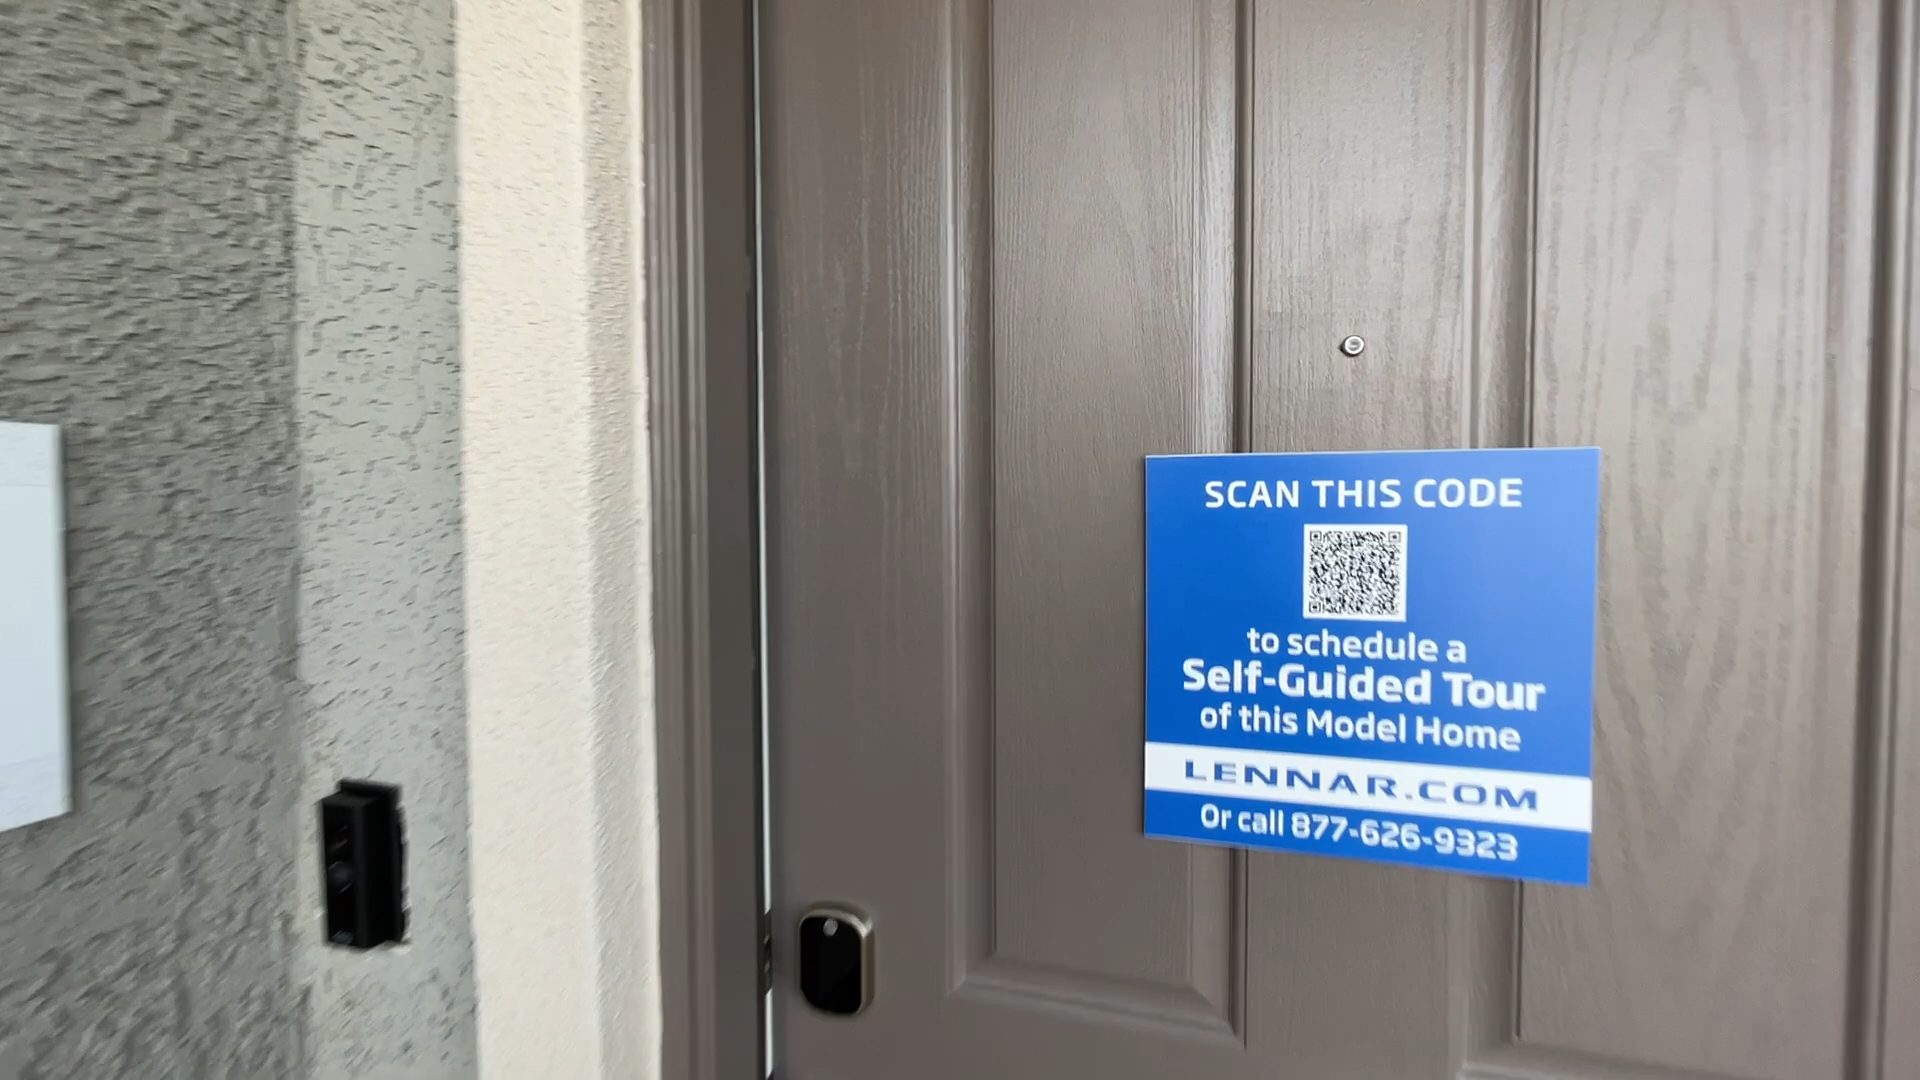 SCAN THIS CODE
to schedule a
Self-Guided Tour
of this Model Home
LENNAR.COM
Or call 877-626-9323